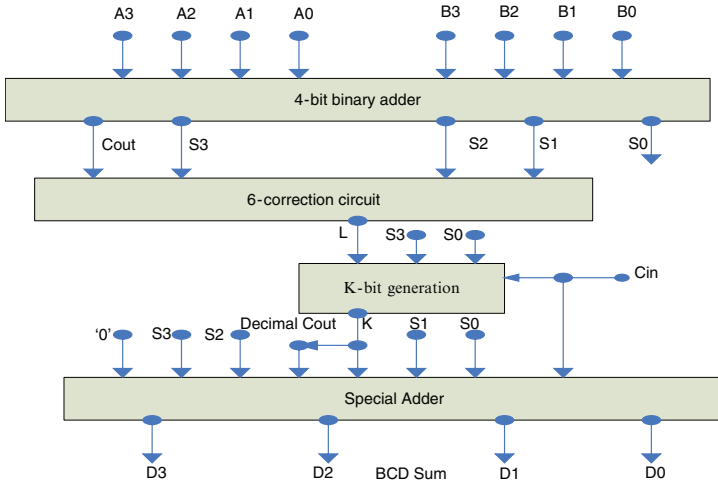 A3 A2 A1 A0 B3 B2 B1 B0
4-bit binary adder
Cout S3 S2 S1 S0
6-correction circuit
L S3 S0
K-bit generation
Cin
Decimal Cout K S1 S0
‘0’ S3 S2
Special Adder
D3 D2 BCD Sum D1 D0